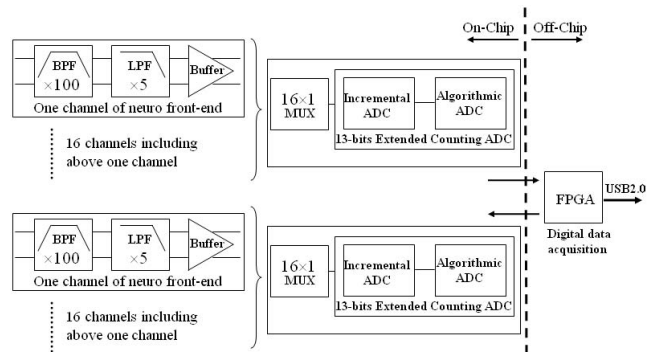 On-Chip
Off-Chip
BPF
×100
LPF
×5
Buffer
One channel of neuro front-end
16 channels including
above one channel
16×1
MUX
Incremental
ADC
Algorithmic
ADC
13-bits Extended Counting ADC
FPGA
USB2.0
Digital data
acquisition
BPF
×100
LPF
×5
Buffer
One channel of neuro front-end
16 channels including
above one channel
16×1
MUX
Incremental
ADC
Algorithmic
ADC
13-bits Extended Counting ADC